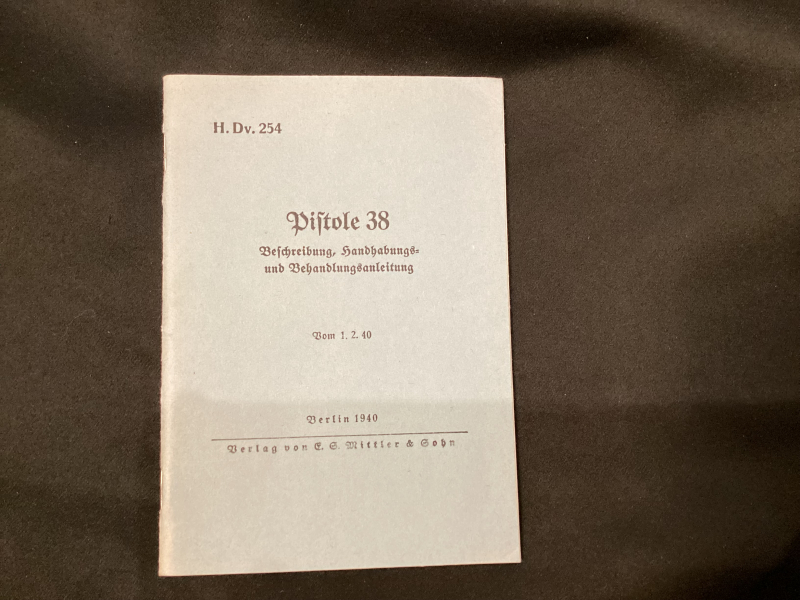 H. Dv. 254
Piſtole 38
Beſchreibung, Handhabungs-
und Behandlungsanleitung
Vom 1. 2. 40
Berlin 1940
Verlag von E. S. Mittler & Sohn